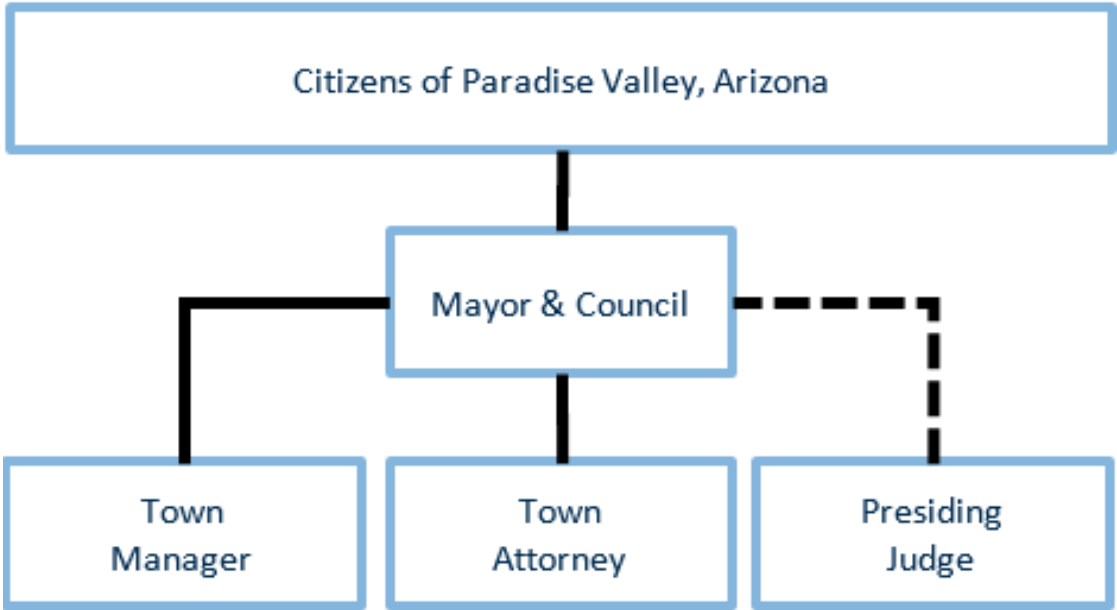 Citizens of Paradise Valley, Arizona
Mayor & Council
Town
Manager
Town
Attorney
Presiding
Judge